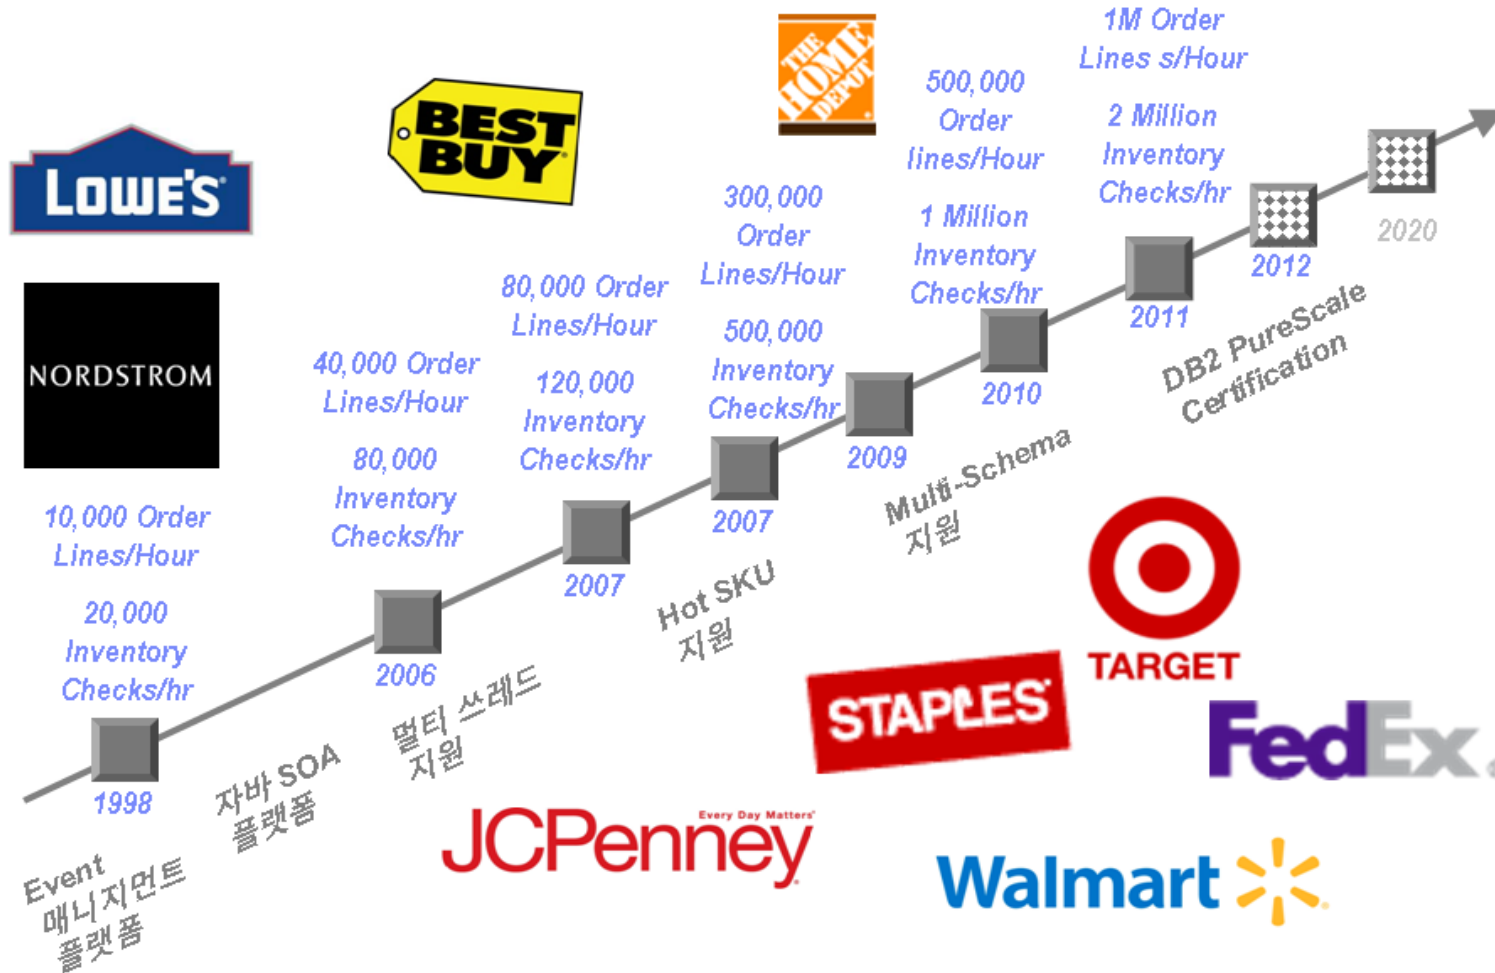 LOWE'S
NORDSTROM
10,000 Order
Lines/Hour
20,000
Inventory
Checks/hr
1998
Event
매니지먼트
플랫폼
자바 SOA
플랫폼
BEST
BUY
40,000 Order
Lines/Hour
80,000
Inventory
Checks/hr
2006
멀티 쓰레드
지원
80,000 Order
Lines/Hour
120,000
Inventory
Checks/hr
2007
Hot SKU
지원
THE
HOME
DEPOT
300,000
Order
Lines/Hour
500,000
Inventory
Checks/hr
2007
2009
Multi-Schema
지원
500,000
Order
lines/Hour
1 Million
Inventory
Checks/hr
2010
1M Order
Lines s/Hour
2 Million
Inventory
Checks/hr
2011
2012
DB2 PureScale
Certification
2020
TARGET
STAPLES
FedEx
JCPenney
Every Day Matters
Walmart